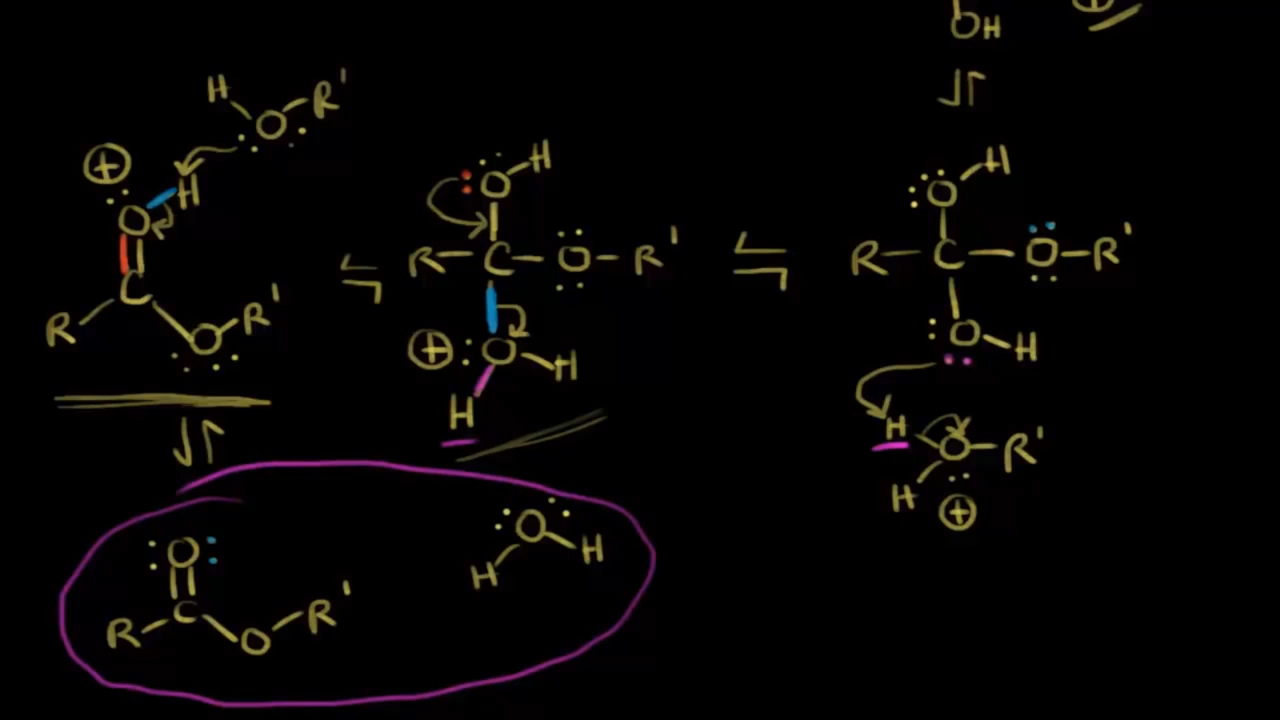 OH
+
H
O—R'
+
O
H
C
R
O
R'
O—H
R—C—O—R'
+
O
H
H
O—H
R—C—O—R'
O—H
H
O—R'
H
+
O
R
C
O
R'
O
H
H